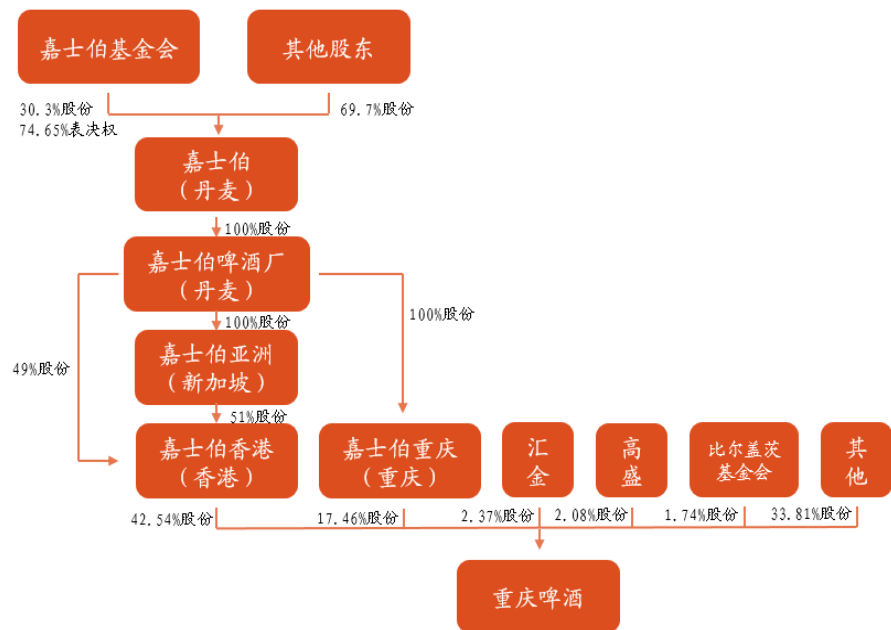 嘉士伯基金会
其他股东
30.3%股份
74.65%表决权
69.7%股份
嘉士伯
（丹麦）
100%股份
嘉士伯啤酒厂
（丹麦）
100%股份
100%股份
嘉士伯亚洲
（新加坡）
49%股份
51%股份
嘉士伯香港
（香港）
嘉士伯重庆
（重庆）
汇
金
高
盛
比尔盖茨
基金会
其
他
42.54%股份
17.46%股份
2.37%股份
2.08%股份
1.74%股份
33.81%股份
重庆啤酒